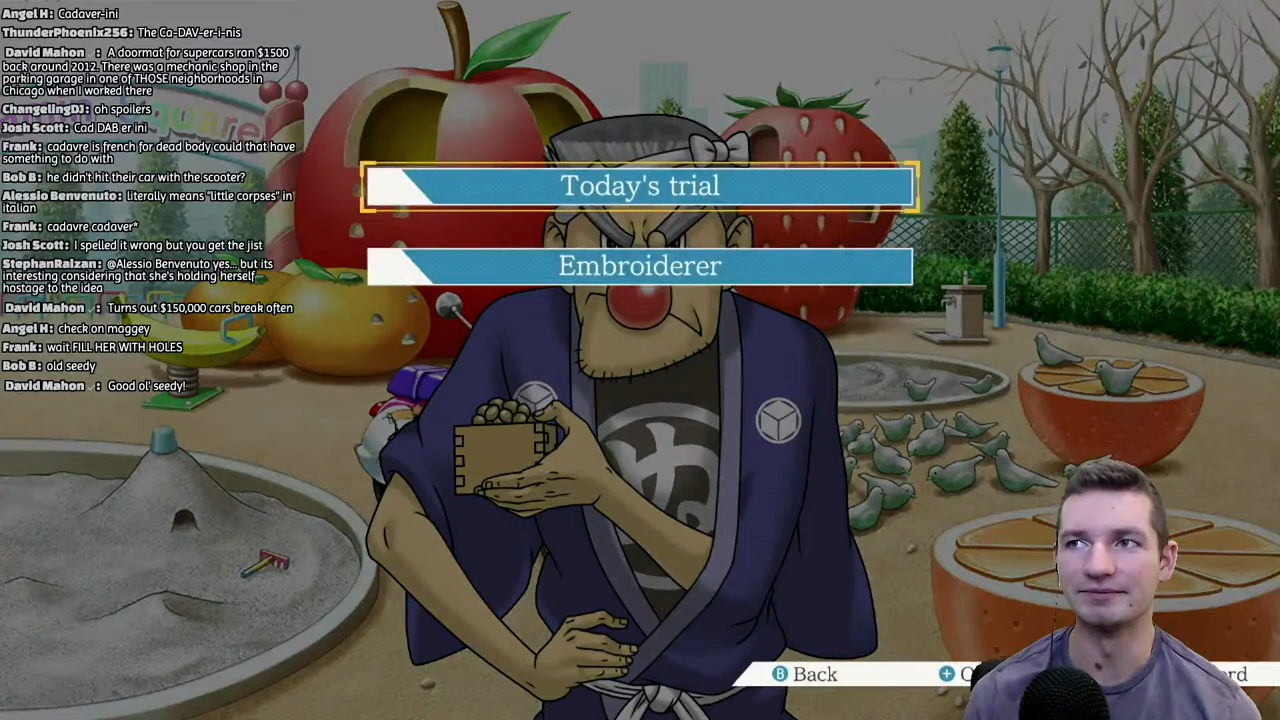 Angel H: Cadaver-ini
ThunderPhoenix256: The Ca-DAV-er-i-nis
David Mahon : A doormat for supercars ran $1500
back around 2012. There was a mechanic shop in the
parking garage in one of THOSE neighborhoods in
Chicago when I worked there
ChangelingDJ: oh spoilers
Josh Scott: Cad DAB er ini
Frank: cadavre is french for dead body could that have
something to do with
Bob B: he didn't hit their car with the scooter?
Alessio Benvenuto: literally means "little corpses" in
italian
Frank: cadavre cadaver*
Josh Scott: I spelled it wrong but you get the jist
StephanRaizan: @Alessio Benvenuto yes... but its
interesting considering that she's holding herself
hostage to the idea
David Mahon : Turns out $150,000 cars break often
Angel H: check on maggey
Frank: wait FILL HER WITH HOLES
Bob B: old seedy
David Mahon : Good ol' seedy!
quare
Today's trial
Embroiderer
め
B Back
+
rd